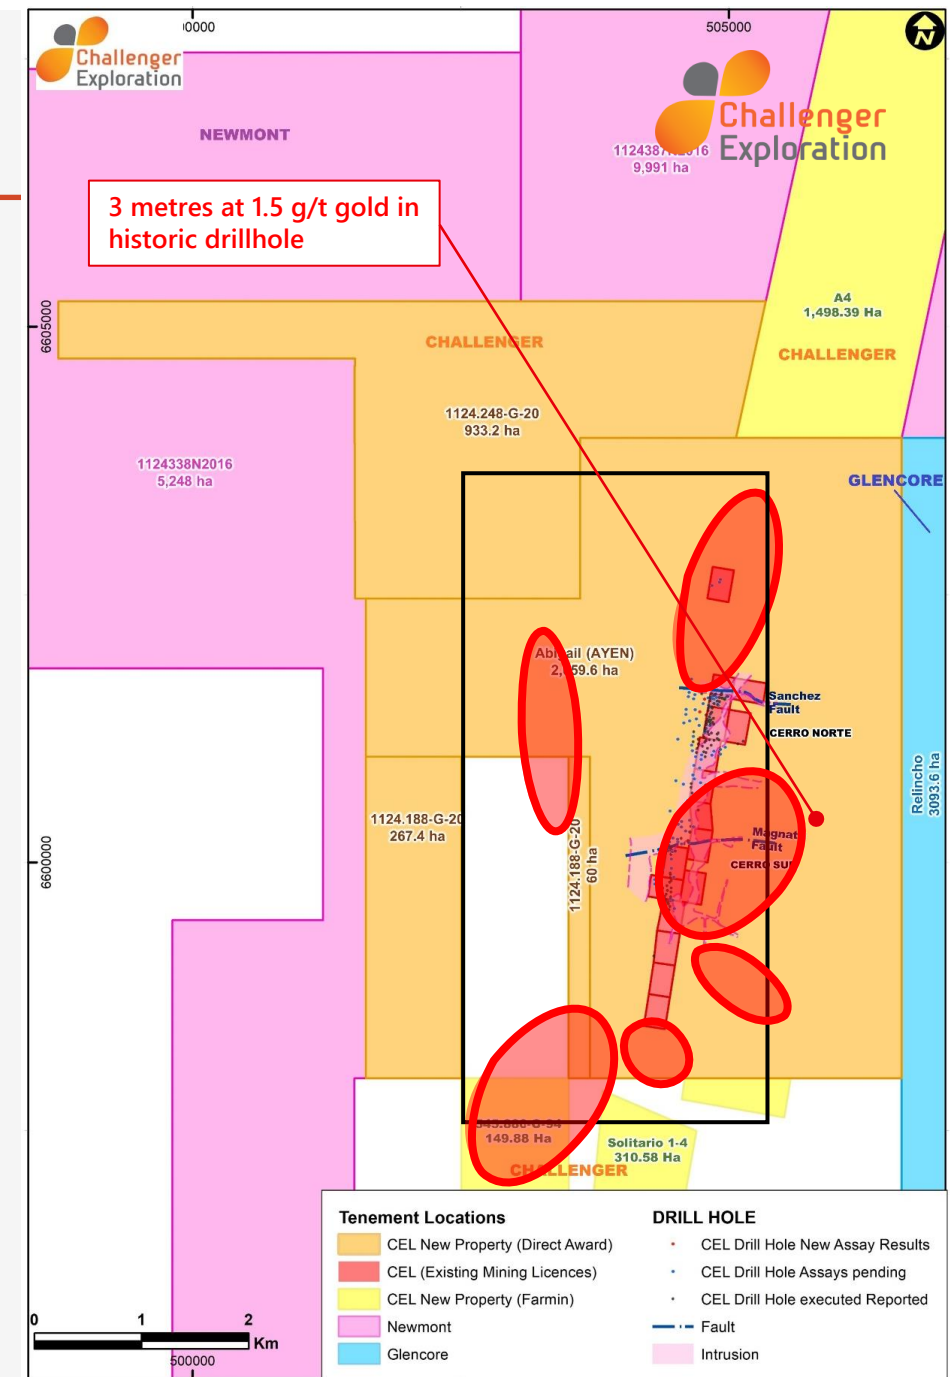 Challenger
Exploration
505000
N
NEWMONT
Challenger
Exploration
9,991 ha
3 metres at 1.5 g/t gold in
historic drillhole
6605000
A4
1,498.39 Ha
CHALLENGER
CHALLENGER
1124.248-G-20
933.2 ha
1124338N2016
5,248 ha
GLENCORE
(AYEN)
Sanchez
Fault
CERRO NORTE
Relincho
3093.6 ha
1124.188-G-20
267.4 ha
1124.188-G-20
60 ha
6600000
Fault
CERRO
149.88 Ha
CHALLENGER
Solitario 1-4
310.58 Ha
Tenement Locations
CEL New Property (Direct Award)
CEL (Existing Mining Licences)
CEL New Property (Farmin)
Newmont
Glencore
DRILL HOLE
CEL Drill Hole New Assay Results
CEL Drill Hole Assays pending
CEL Drill Hole executed Reported
Fault
Intrusion
0 1 2
Km
500000